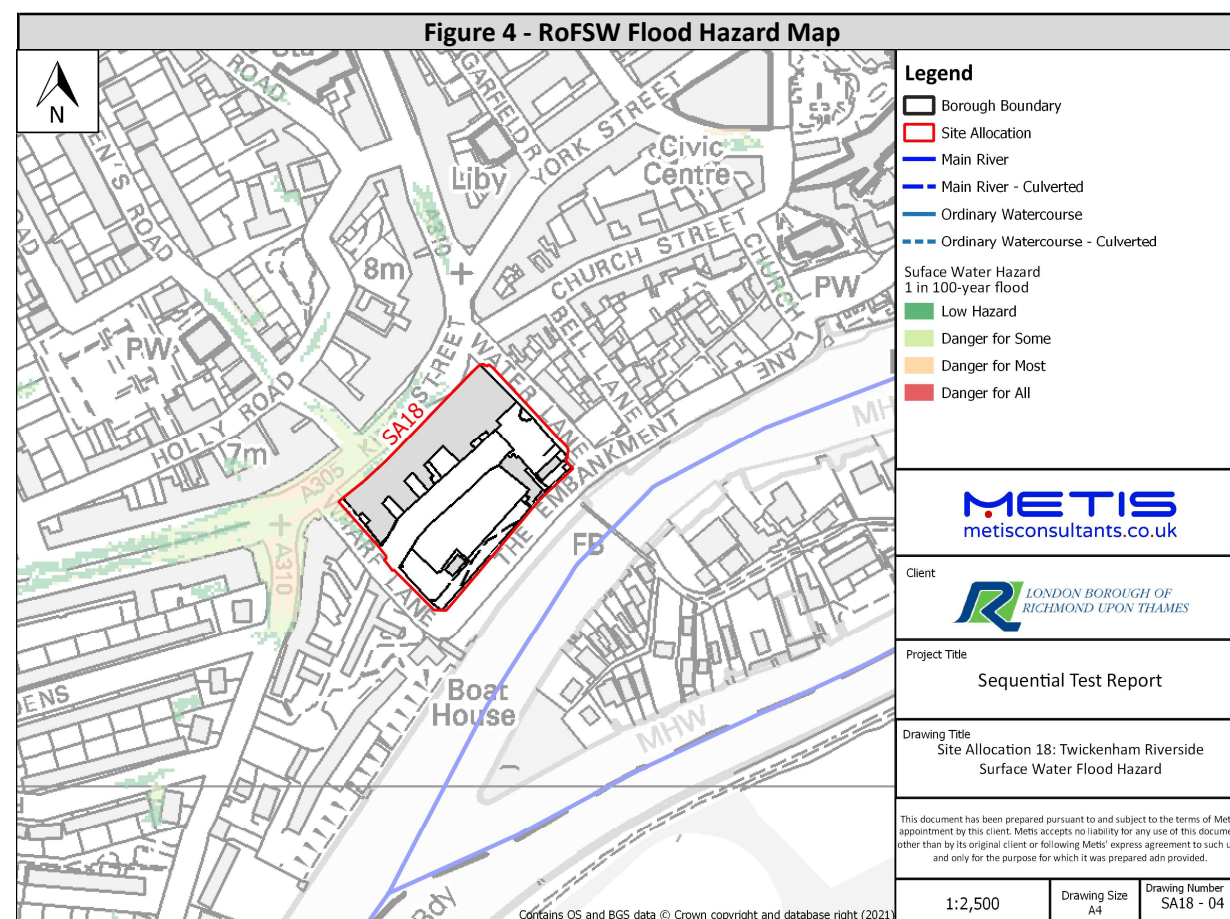 Figure 4 - RoFSW Flood Hazard Map
N
ROAD
GARFIELD R
YORK STREET
Civic
Centre
Liby
A310
8m
CHURCH STREET
CHURCH
LANE
PW
BELL LANE
WATER LANE
STREET
PW
HOLLY ROAD
7m
SA18
A305
A310
WHARF LANE
THE EMBANKMENT
FB
MH
Boat
House
MHW
DENS
Bdy
Contains OS and BGS data © Crown copyright and database right (2021)
Legend
Borough Boundary
Site Allocation
Main River
Main River - Culverted
Ordinary Watercourse
Ordinary Watercourse - Culverted
Suface Water Hazard
1 in 100-year flood
Low Hazard
Danger for Some
Danger for Most
Danger for All
METIS
metisconsultants.co.uk
Client
LONDON BOROUGH OF
RICHMOND UPON THAMES
Project Title
Sequential Test Report
Drawing Title
Site Allocation 18: Twickenham Riverside
Surface Water Flood Hazard
This document has been prepared pursuant to and subject to the terms of Met
appointment by this client. Metis accepts no liability for any use of this docume
other than by its original client or following Metis' express agreement to such u
and only for the purpose for which it was prepared adn provided.
1:2,500
Drawing Size
A4
Drawing Number
SA18 - 04